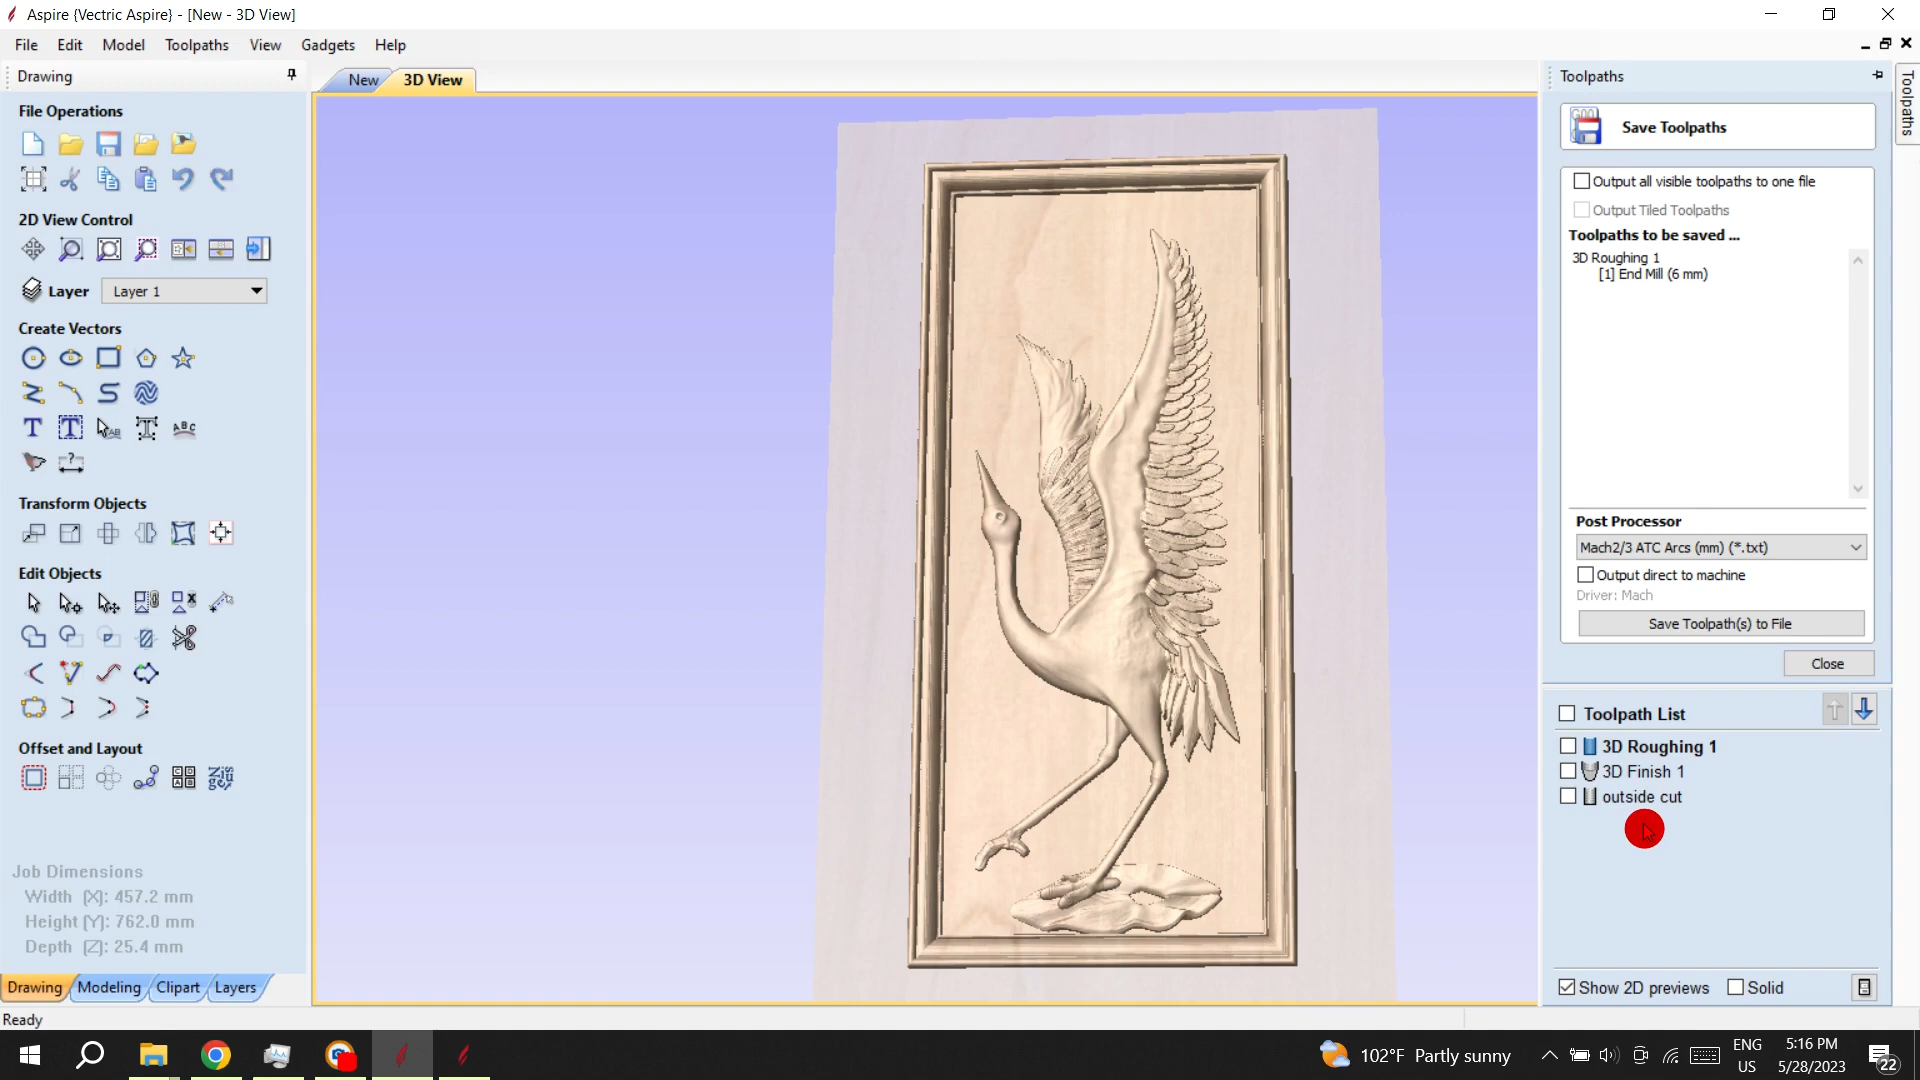 Aspire {Vectric Aspire} - [New - 3D View]
File Edit Model Toolpaths View Gadgets Help
Drawing
File Operations
2D View Control
Layer Layer 1
Create Vectors
Transform Objects
Edit Objects
Offset and Layout
Job Dimensions
Width (X): 457.2 mm
Height (Y): 762.0 mm
Depth (Z): 25.4 mm
Drawing Modeling Clipart Layers
Ready
New 3D View
Toolpaths
Toolpaths
Save Toolpaths
Output all visible toolpaths to one file
Output Tiled Toolpaths
Toolpaths to be saved ...
3D Roughing 1
[1] End Mill (6 mm)
Post Processor
Mach2/3 ATC Arcs (mm) (*.txt)
Output direct to machine
Driver: Mach
Save Toolpath(s) to File
Close
Toolpath List
3D Roughing 1
3D Finish 1
outside cut
Show 2D previews Solid
102°F Partly sunny
ENG
US
5:16 PM
5/28/2023
22